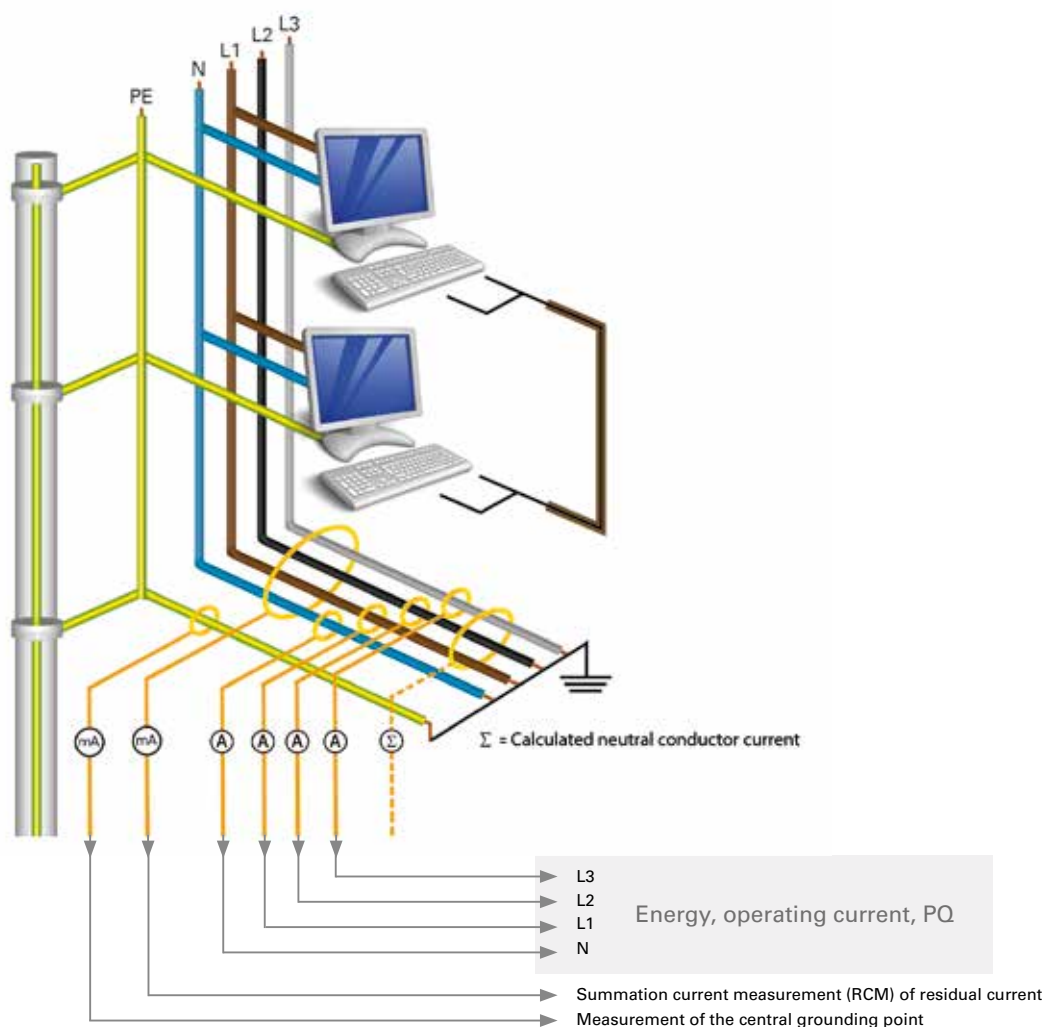 L3
L2
L1
N
PE
mA
mA
A
A
A
A
Σ
Σ = Calculated neutral conductor current
L3
L2
Energy, operating current, PQ
L1
N
Summation current measurement (RCM) of residual current
Measurement of the central grounding point